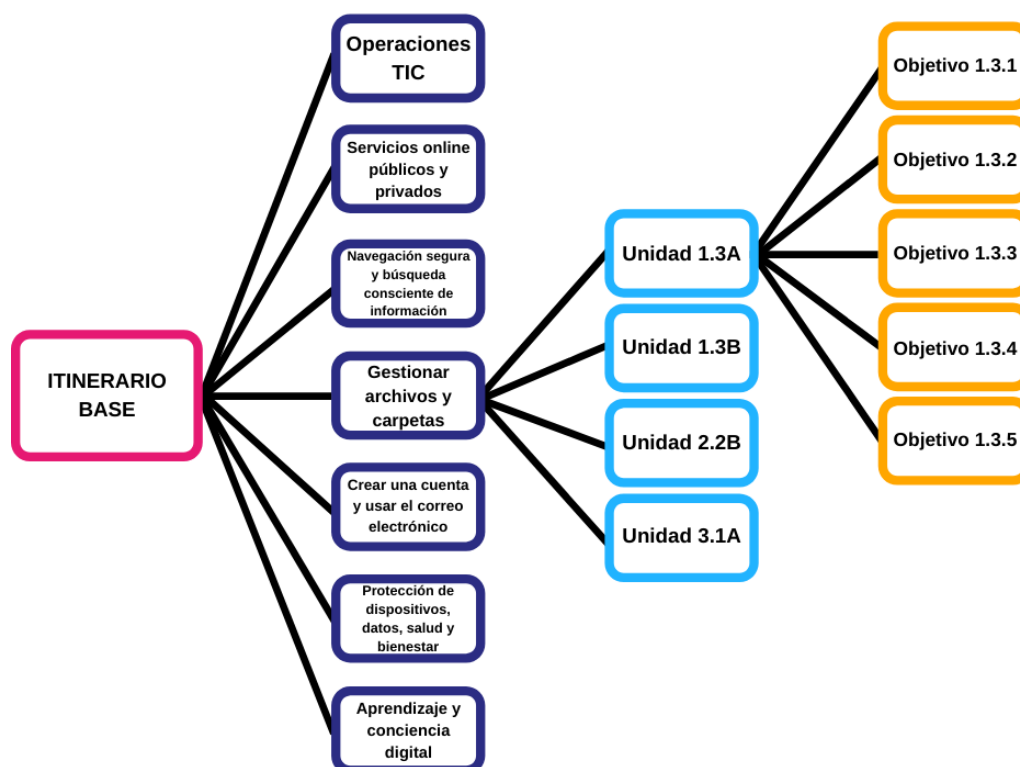 ITINERARIO
BASE
Operaciones
TIC
Servicios online
públicos y
privados
Navegación segura
y búsqueda
consciente de
información
Gestionar
archivos y
carpetas
Crear una cuenta
y usar el correo
electrónico
Protección de
dispositivos,
datos, salud y
bienestar
Aprendizaje y
conciencia
digital
Unidad 1.3A
Unidad 1.3B
Unidad 2.2B
Unidad 3.1A
Objetivo 1.3.1
Objetivo 1.3.2
Objetivo 1.3.3
Objetivo 1.3.4
Objetivo 1.3.5